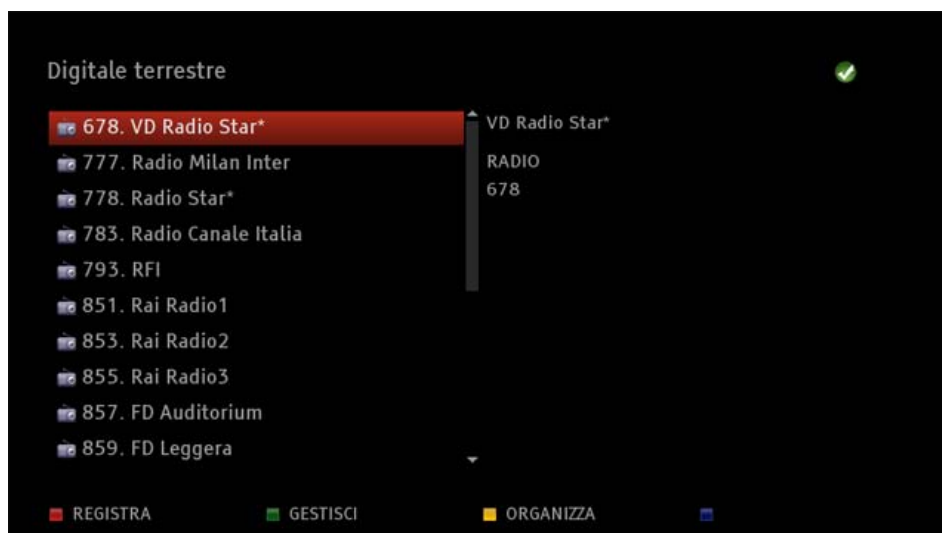 Digitale terrestre
678. VD Radio Star*
777. Radio Milan Inter
778. Radio Star*
783. Radio Canale Italia
793. RFI
851. Rai Radio1
853. Rai Radio2
855. Rai Radio3
857. FD Auditorium
859. FD Leggera
VD Radio Star*
RADIO
678
REGISTRA GESTISCI ORGANIZZA